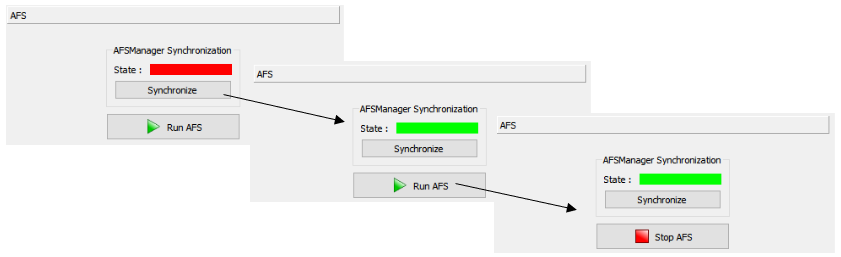 AFS
AFSManager Synchronization
State :
Synchronize
Run AFS
AFS
AFSManager Synchronization
State :
Synchronize
Run AFS
AFS
AFSManager Synchronization
State :
Synchronize
Stop AFS